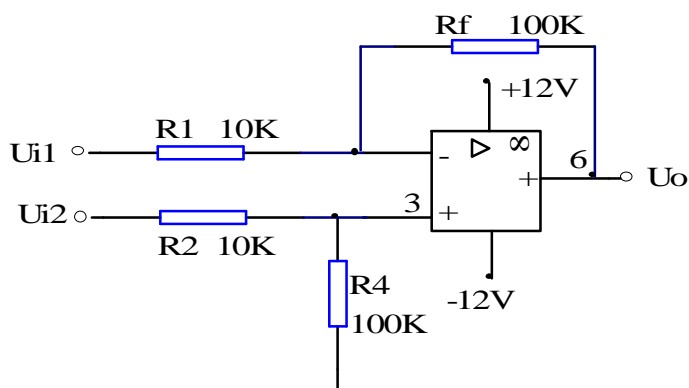 Rf 100K
+12V
R1 10K
▷ ∞
Ui1
-
6
+
Uo
Ui2
3
+
R2 10K
R4
100K
-12V